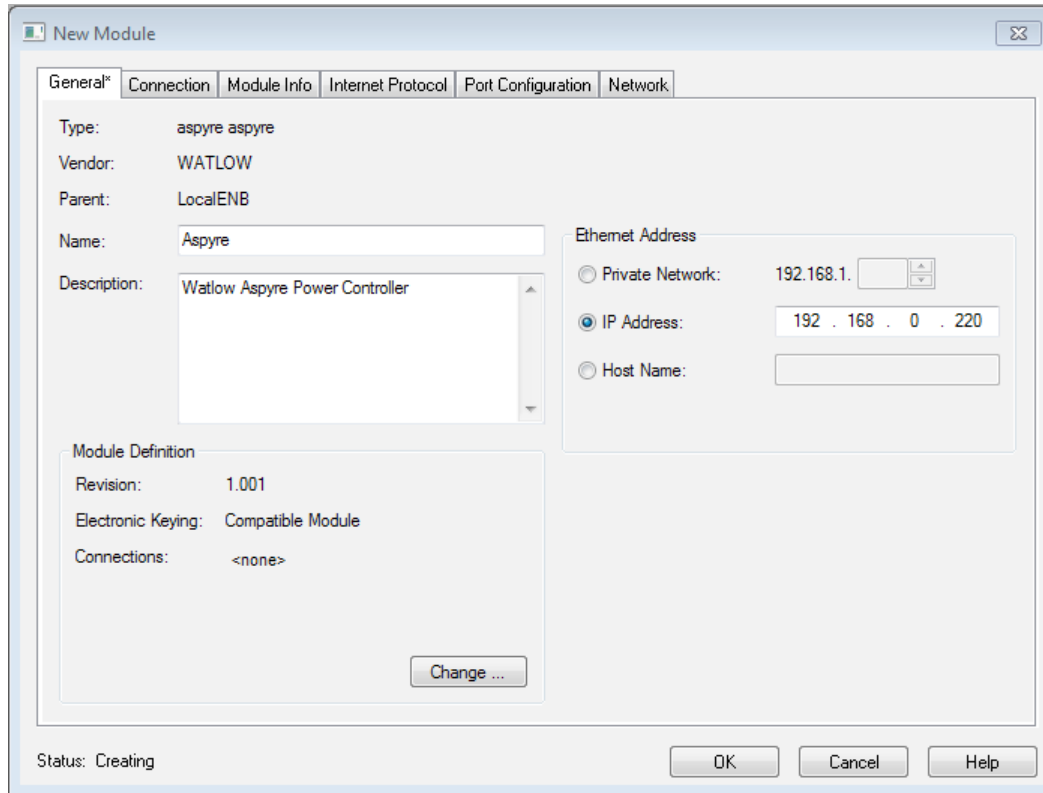 New Module
General* Connection Module Info Internet Protocol Port Configuration Network
Type: aspyre aspyre
Vendor: WATLOW
Parent: LocalENB
Name: Aspyre
Description: Watlow Aspyre Power Controller
Ethernet Address
Private Network: 192.168.1.
IP Address: 192 . 168 . 0 . 220
Host Name:
Module Definition
Revision: 1.001
Electronic Keying: Compatible Module
Connections: <none>
Change ...
Status: Creating
OK Cancel Help